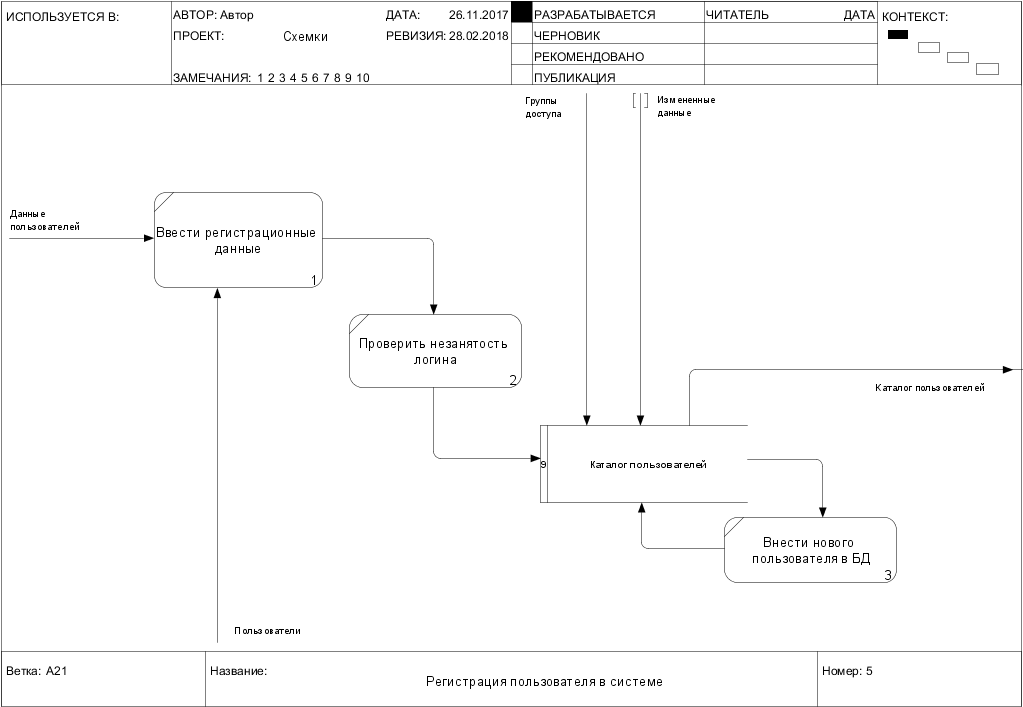 ИСПОЛЬЗУЕТСЯ В:
АВТОР: Автор
ДАТА: 26.11.2017
РАЗРАБАТЫВАЕТСЯ
ЧИТАТЕЛЬ
ДАТА
КОНТЕКСТ:
ПРОЕКТ: Схемки
РЕВИЗИЯ: 28.02.2018
ЧЕРНОВИК
РЕКОМЕНДОВАНО
ЗАМЕЧАНИЯ: 1 2 3 4 5 6 7 8 9 10
ПУБЛИКАЦИЯ
Группы
доступа
Измененные
данные
Данные
пользователей
Ввести регистрационные
данные
1
Проверить незанятость
логина
2
Каталог пользователей
9
Каталог пользователей
Внести нового
пользователя в БД
3
Пользователи
Ветка: A21
Название:
Регистрация пользователя в системе
Номер: 5